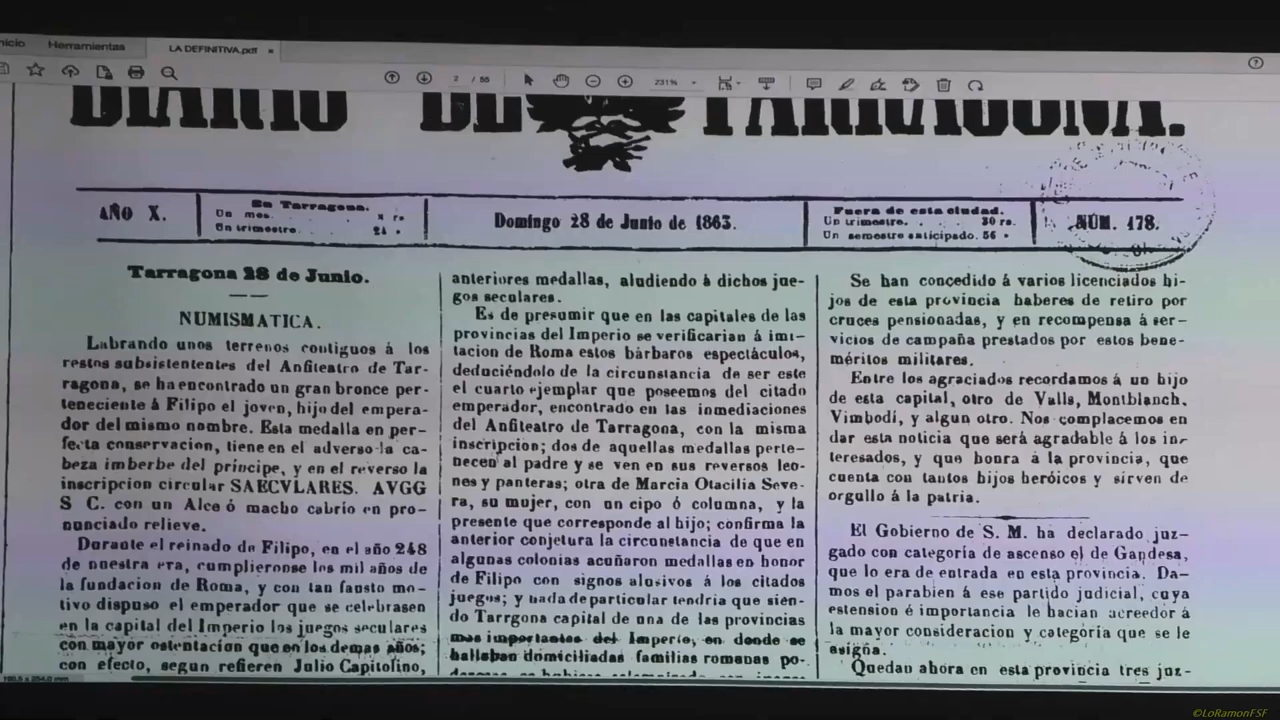 nicio Herramientas LA DEFINITIVA.pdf ×
2 / 55 231%
DIARIO DE TARRAGONA.
AÑO X.
En Tarragona.
Un mes. . . . 8 rs
Un trimestre. . . 24 »
Domingo 28 de Junio de 1863.
Fuera de esta ciudad.
Un trimestre. . . 30 rs.
Un semestre anticipado. 56 »
NÚM. 178.
Tarragona 28 de Junio.
NUMISMATICA.
Labrando unos terrenos contiguos á los
restos subsistententes del Anfiteatro de Tar-
ragona, se ha encontrado un gran bronce per-
teneciente á Filipo el joven, hijo del empera-
dor del mismo nombre. Esta medalla en per-
fecta conservacion, tiene en el adverso la ca-
beza imberbe del príncipe, y en el reverso la
inscripcion circular SAECVLARES. AVGG
S C. con un Alce ó macho cabrío en pro-
nunciado relieve.
Durante el reinado de Filipo, en el año 248
de nuestra era, cumplieronse los mil años de
la fundacion de Roma, y con tan fausto mo-
tivo dispuso el emperador que se celebrasen
en la capital del Imperio los juegos seculares
con mayor ostentacion que en los demas años;
con efecto, segun refieren Julio Capitolino,
anteriores medallas, aludiendo á dichos jue-
gos seculares.
Es de presumir que en las capitales de las
provincias del Imperio se verificarian á imi-
tacion de Roma estos bárbaros espectáculos,
deduciéndolo de la circunstancia de ser este
el cuarto ejemplar que poseemos del citado
emperador, encontrado en las inmediaciones
del Anfiteatro de Tarragona, con la misma
inscripcion; dos de aquellas medallas perte-
necen al padre y se ven en sus reversos leo-
nes y panteras; otra de Marcia Otacilia Seve-
ra, su mujer, con un cipo ó columna, y la
presente que corresponde al hijo; confirma la
anterior conjetura la circunstancia de que en
algunas colonias acuñaron medallas en honor
de Filipo con signos alusivos á los citados
juegos; y nada de particular tendria que sien-
do Tarrgona capital de una de las provincias
mas importantes del Imperio, en donde se
hallaban domiciliadas familias romanas po-
Se han concedido á varios licenciados hi-
jos de esta provincia haberes de retiro por
cruces pensionadas, y en recompensa á ser-
vicios de campaña prestados por estos bene-
méritos militares.
Entre los agraciados recordamos á un hijo
de esta capital, otro de Valls, Montblanch,
Vimbodí, y algun otro. Nos complacemos en
dar esta noticia que será agradable á los in-
teresados, y que honra á la provincia, que
cuenta con tantos hijos heróicos y sirven de
orgullo á la patria.
El Gobierno de S. M. ha declarado juz-
gado con categoría de ascenso el de Gandesa,
que lo era de entrada en esta provincia. Da-
mos el parabien á ese partido judicial, cuya
estension é importancia le hacian acreedor á
la mayor consideracion y categoría que se le
asigna.
Quedan ahora en esta provincia tres juz-
©LoRamonFSF